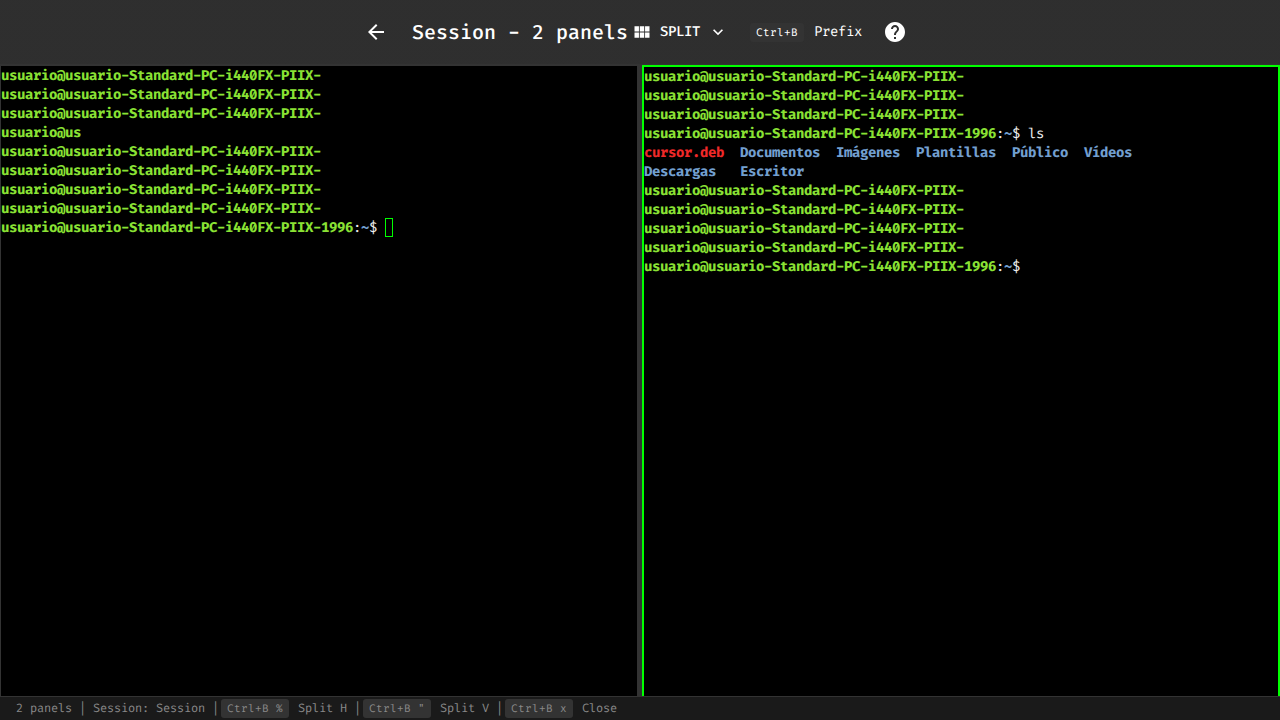 Session - 2 panels SPLIT Ctrl+B Prefix ?
usuario@usuario-Standard-PC-i440FX-PIIX-
usuario@usuario-Standard-PC-i440FX-PIIX-
usuario@usuario-Standard-PC-i440FX-PIIX-
usuario@us
usuario@usuario-Standard-PC-i440FX-PIIX-
usuario@usuario-Standard-PC-i440FX-PIIX-
usuario@usuario-Standard-PC-i440FX-PIIX-
usuario@usuario-Standard-PC-i440FX-PIIX-
usuario@usuario-Standard-PC-i440FX-PIIX-1996:~$
usuario@usuario-Standard-PC-i440FX-PIIX-
usuario@usuario-Standard-PC-i440FX-PIIX-
usuario@usuario-Standard-PC-i440FX-PIIX-
usuario@usuario-Standard-PC-i440FX-PIIX-1996:~$ ls
cursor.deb Documentos Imágenes Plantillas Público Vídeos
Descargas Escritor
usuario@usuario-Standard-PC-i440FX-PIIX-
usuario@usuario-Standard-PC-i440FX-PIIX-
usuario@usuario-Standard-PC-i440FX-PIIX-
usuario@usuario-Standard-PC-i440FX-PIIX-
usuario@usuario-Standard-PC-i440FX-PIIX-1996:~$
2 panels | Session: Session | Ctrl+B % Split H | Ctrl+B " Split V | Ctrl+B x Close